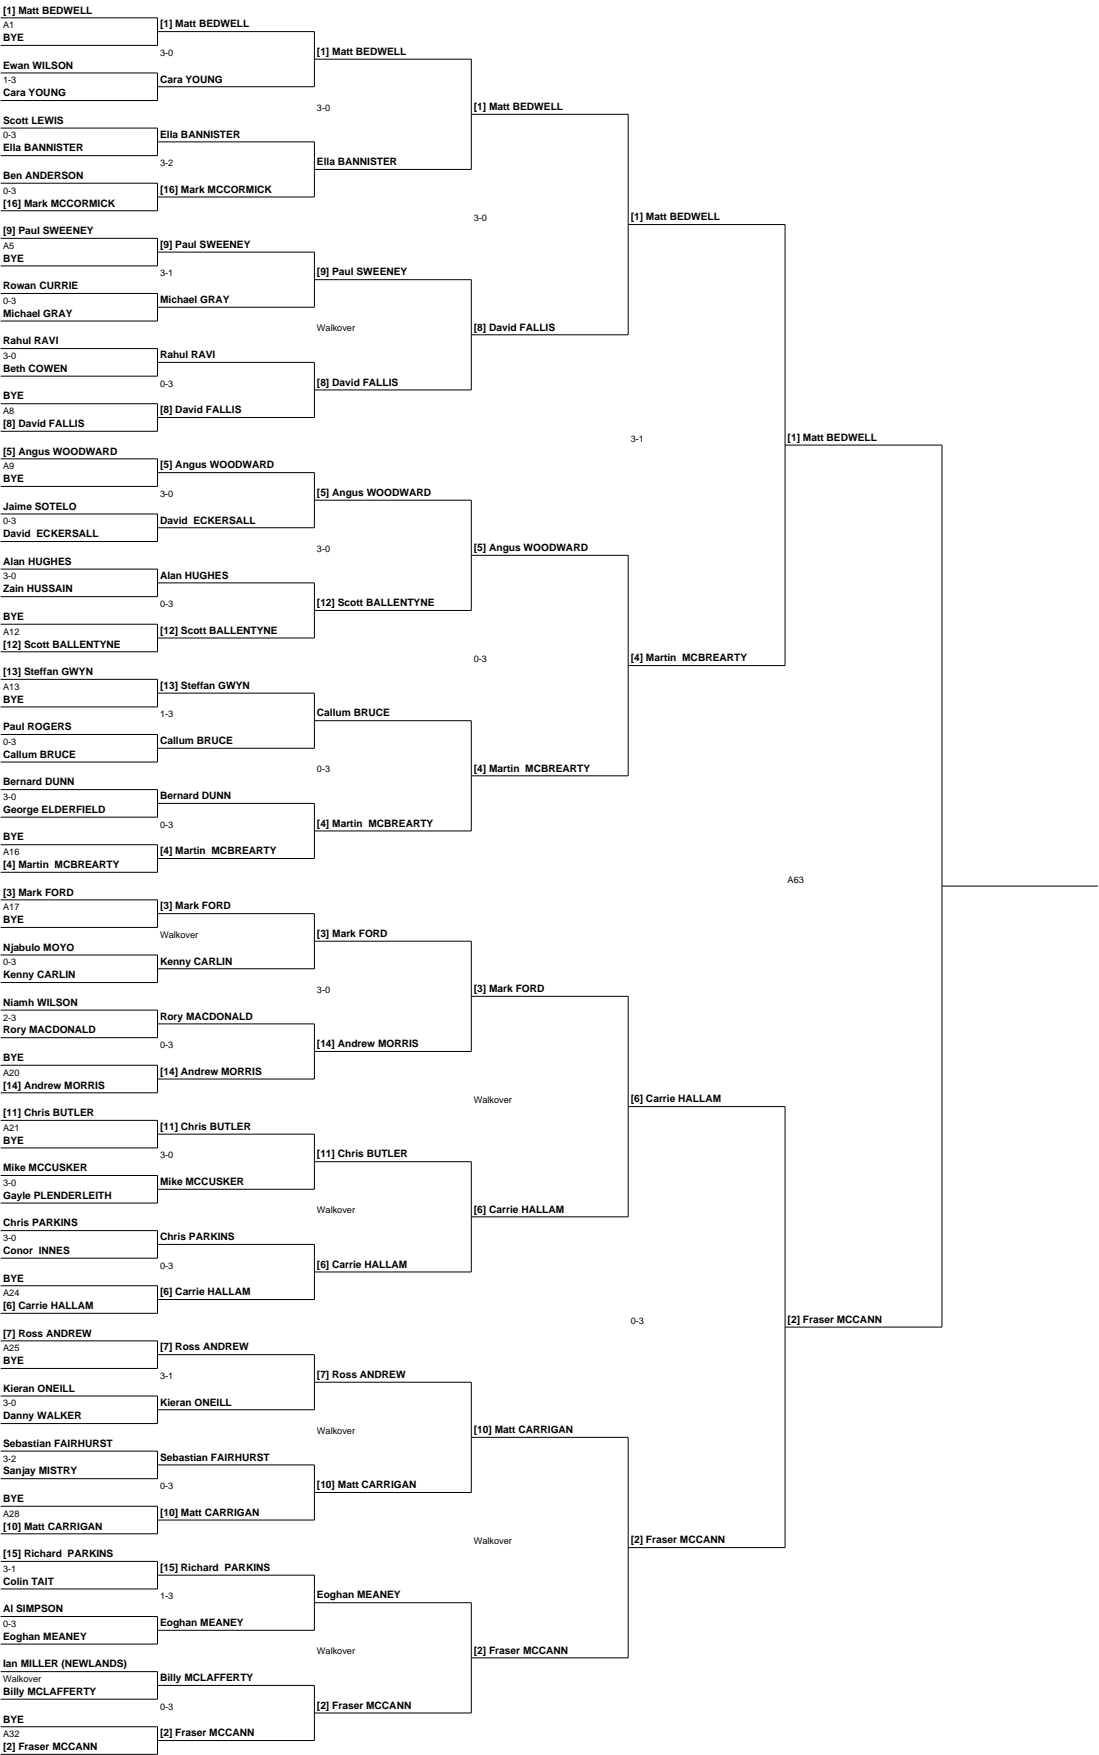 [1] Matt BEDWELL
A1
BYE
Ewan WILSON
1-3
Cara YOUNG
Scott LEWIS
0-3
Ella BANNISTER
Ben ANDERSON
0-3
[16] Mark MCCORMICK
[9] Paul SWEENEY
A5
BYE
Rowan CURRIE
0-3
Michael GRAY
Rahul RAVI
3-0
Beth COWEN
BYE
A8
[8] David FALLIS
[5] Angus WOODWARD
A9
BYE
Jaime SOTELO
0-3
David ECKERSALL
Alan HUGHES
3-0
Zain HUSSAIN
BYE
A12
[12] Scott BALLENTYNE
[13] Steffan GWYN
A13
BYE
Paul ROGERS
0-3
Callum BRUCE
Bernard DUNN
3-0
George ELDERFIELD
BYE
A16
[4] Martin MCBREARTY
[3] Mark FORD
A17
BYE
Njabulo MOYO
0-3
Kenny CARLIN
Niamh WILSON
2-3
Rory MACDONALD
BYE
A20
[14] Andrew MORRIS
[11] Chris BUTLER
A21
BYE
Mike MCCUSKER
3-0
Gayle PLENDERLEITH
Chris PARKINS
3-0
Conor INNES
BYE
A24
[6] Carrie HALLAM
[7] Ross ANDREW
A25
BYE
Kieran ONEILL
3-0
Danny WALKER
Sebastian FAIRHURST
3-2
Sanjay MISTRY
BYE
A28
[10] Matt CARRIGAN
[15] Richard PARKINS
3-1
Colin TAIT
Al SIMPSON
0-3
Eoghan MEANEY
Ian MILLER (NEWLANDS)
Walkover
Billy MCLAFFERTY
BYE
A32
[2] Fraser MCCANN
[1] Matt BEDWELL
3-0
Cara YOUNG
Ella BANNISTER
3-2
[16] Mark MCCORMICK
[9] Paul SWEENEY
3-1
Michael GRAY
Rahul RAVI
0-3
[8] David FALLIS
[5] Angus WOODWARD
3-0
David ECKERSALL
Alan HUGHES
0-3
[12] Scott BALLENTYNE
[13] Steffan GWYN
1-3
Callum BRUCE
Bernard DUNN
0-3
[4] Martin MCBREARTY
[3] Mark FORD
Walkover
Kenny CARLIN
Rory MACDONALD
0-3
[14] Andrew MORRIS
[11] Chris BUTLER
3-0
Mike MCCUSKER
Chris PARKINS
0-3
[6] Carrie HALLAM
[7] Ross ANDREW
3-1
Kieran ONEILL
Sebastian FAIRHURST
0-3
[10] Matt CARRIGAN
[15] Richard PARKINS
1-3
Eoghan MEANEY
Billy MCLAFFERTY
0-3
[2] Fraser MCCANN
[1] Matt BEDWELL
3-0
Ella BANNISTER
[9] Paul SWEENEY
Walkover
[8] David FALLIS
[5] Angus WOODWARD
3-0
[12] Scott BALLENTYNE
Callum BRUCE
0-3
[4] Martin MCBREARTY
[3] Mark FORD
3-0
[14] Andrew MORRIS
[11] Chris BUTLER
Walkover
[6] Carrie HALLAM
[7] Ross ANDREW
Walkover
[10] Matt CARRIGAN
Eoghan MEANEY
Walkover
[2] Fraser MCCANN
[1] Matt BEDWELL
3-0
[8] David FALLIS
[5] Angus WOODWARD
0-3
[4] Martin MCBREARTY
[3] Mark FORD
Walkover
[6] Carrie HALLAM
[10] Matt CARRIGAN
Walkover
[2] Fraser MCCANN
[1] Matt BEDWELL
3-1
[4] Martin MCBREARTY
[6] Carrie HALLAM
0-3
[2] Fraser MCCANN
[1] Matt BEDWELL
A63
[2] Fraser MCCANN